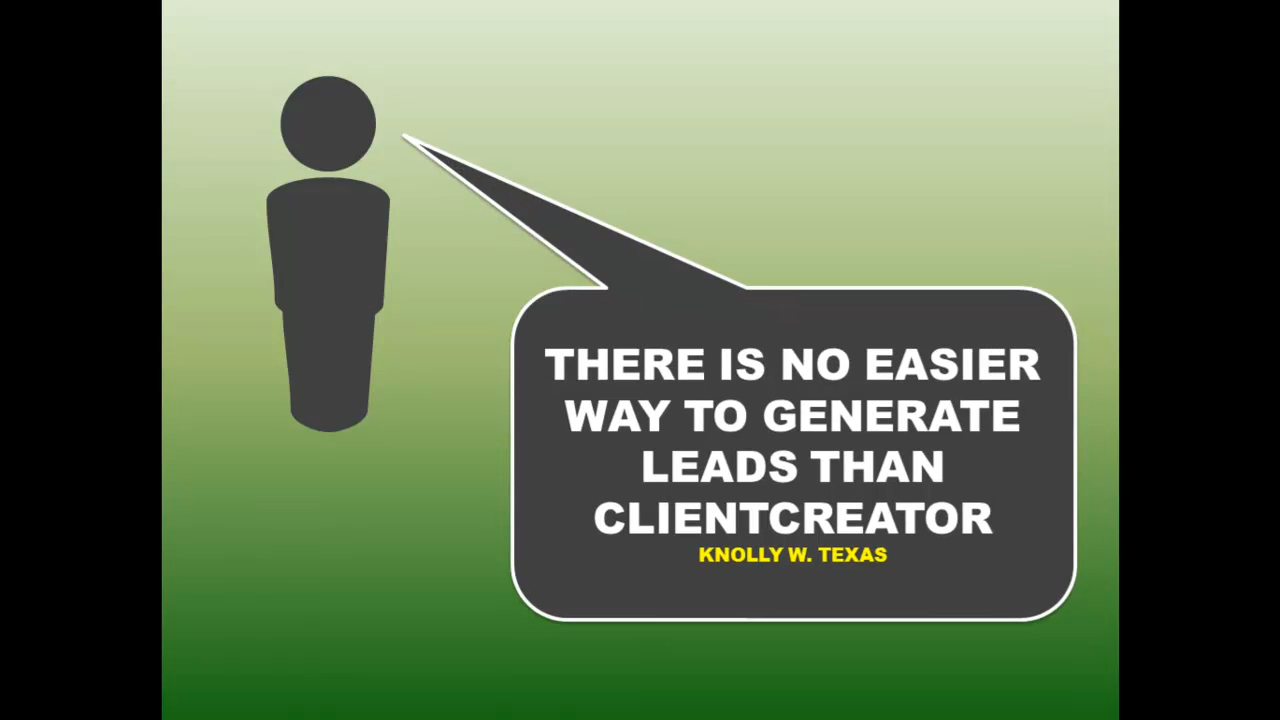 THERE IS NO EASIER
WAY TO GENERATE
LEADS THAN
CLIENTCREATOR
KNOLLY W. TEXAS